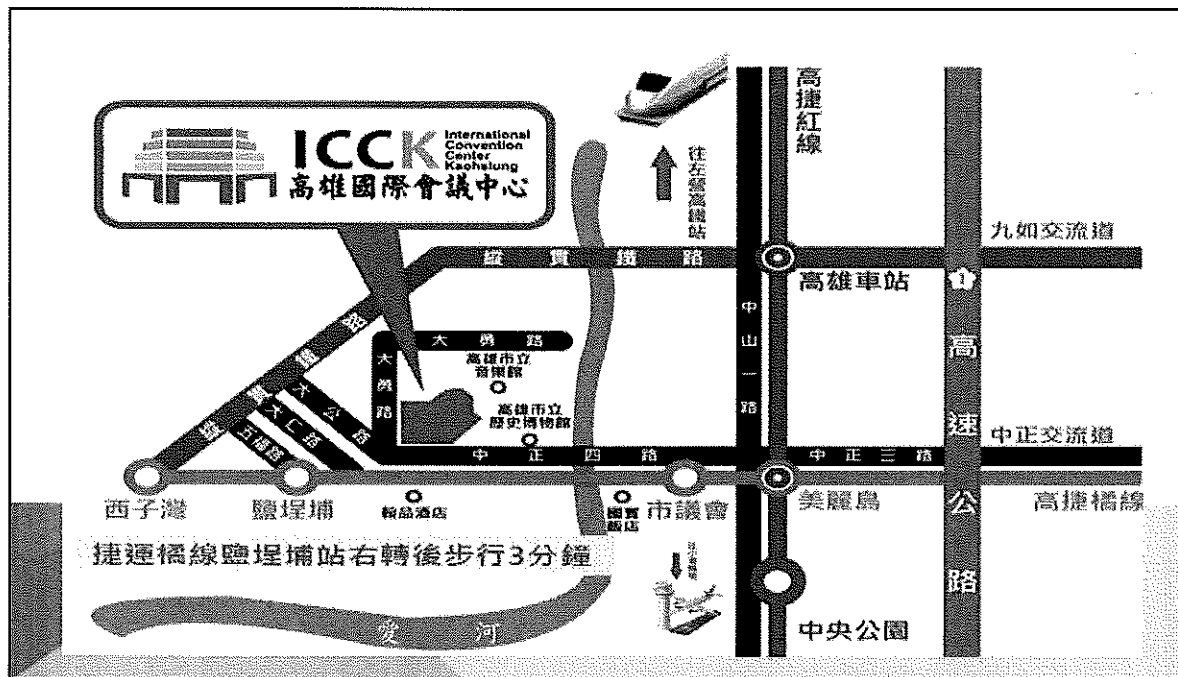 ICCK
International
Convention
Center
Kaohsiung
高雄國際會議中心
往左營高鐵站
高捷紅線
九如交流道
縱貫鐵路
高雄車站
1
高速公路
縱貫鐵路
大勇路
大勇路
高雄市立
音樂館
高雄市立
歷史博物館
中山一路
大公路
大仁路
五福路
中正四路
中正三路
中正交流道
西子灣
鹽埕埔
翰品酒店
國賓
飯店
市議會
美麗島
高捷橘線
捷運橘線鹽埕埔站右轉後步行3分鐘
愛河
中央公園